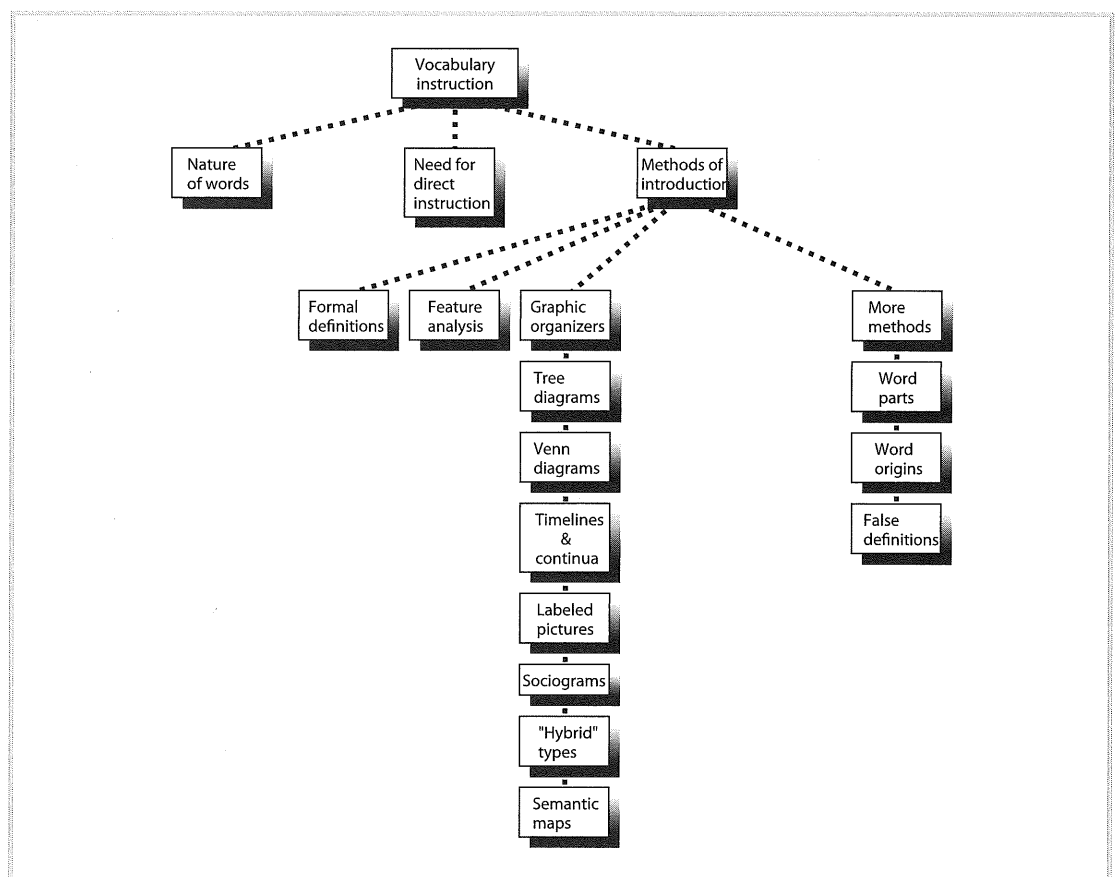 Vocabulary
instruction
Nature
of words
Need for
direct
instruction
Methods of
introduction
Formal
definitions
Feature
analysis
Graphic
organizers
More
methods
Tree
diagrams
Word
parts
Venn
diagrams
Word
origins
Timelines
&
continua
False
definitions
Labeled
pictures
Sociograms
"Hybrid"
types
Semantic
maps